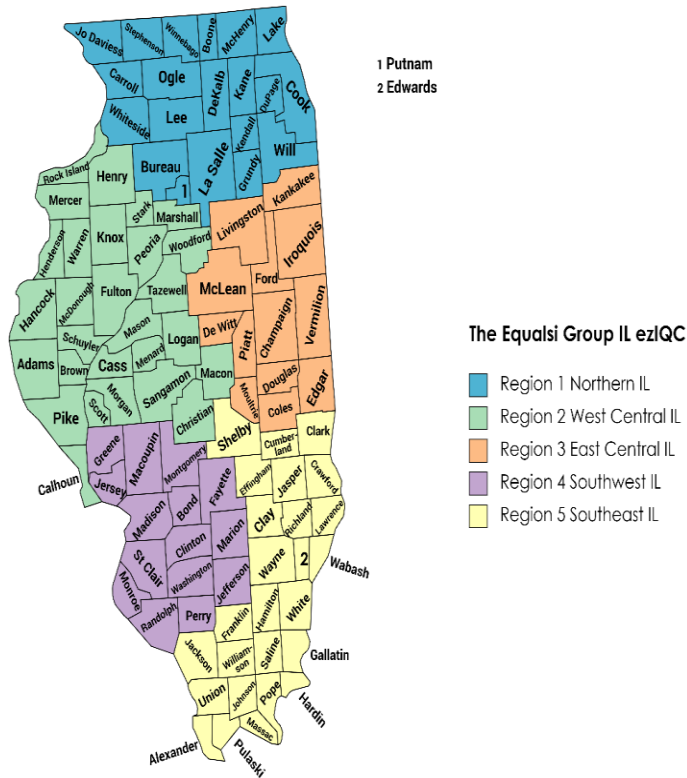 Jo Daviess
Stephenson
Winnebago
Boone
McHenry
Lake
1 Putnam
2 Edwards
Carroll
Ogle
DeKalb
Kane
DuPage
Cook
Whiteside
Lee
Kendall
Will
Bureau
1
La Salle
Grundy
Rock Island
Henry
Kankakee
Mercer
Stark
Marshall
Livingston
Iroquois
Henderson
Warren
Knox
Peoria
Woodford
Hancock
McDonough
Fulton
Tazewell
McLean
Ford
Vermilion
Mason
De Witt
Champaign
Schuyler
Logan
Piatt
Adams
Brown
Cass
Menard
Macon
Douglas
Edgar
Morgan
Sangamon
Moultrie
Pike
Scott
Christian
Coles
Shelby
Clark
Greene
Macoupin
Montgomery
Cumber-
land
Calhoun
Jersey
Fayette
Effingham
Jasper
Crawford
Madison
Bond
Clay
Richland
Lawrence
Clinton
Marion
St Clair
Wayne
2
Wabash
Monroe
Washington
Jefferson
Randolph
Perry
Franklin
Hamilton
White
Jackson
William-
son
Saline
Gallatin
Union
Johnson
Pope
Hardin
Massac
Alexander
Pulaski
The Equalsi Group IL ezIQC
Region 1 Northern IL
Region 2 West Central IL
Region 3 East Central IL
Region 4 Southwest IL
Region 5 Southeast IL